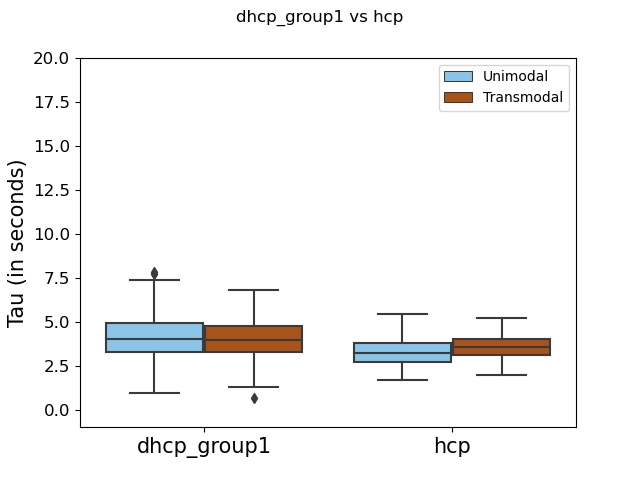 dhcp_group1 vs hcp
20.0
17.5
15.0
12.5
10.0
7.5
5.0
2.5
0.0
Tau (in seconds)
Unimodal
Transmodal
dhcp_group1 hcp